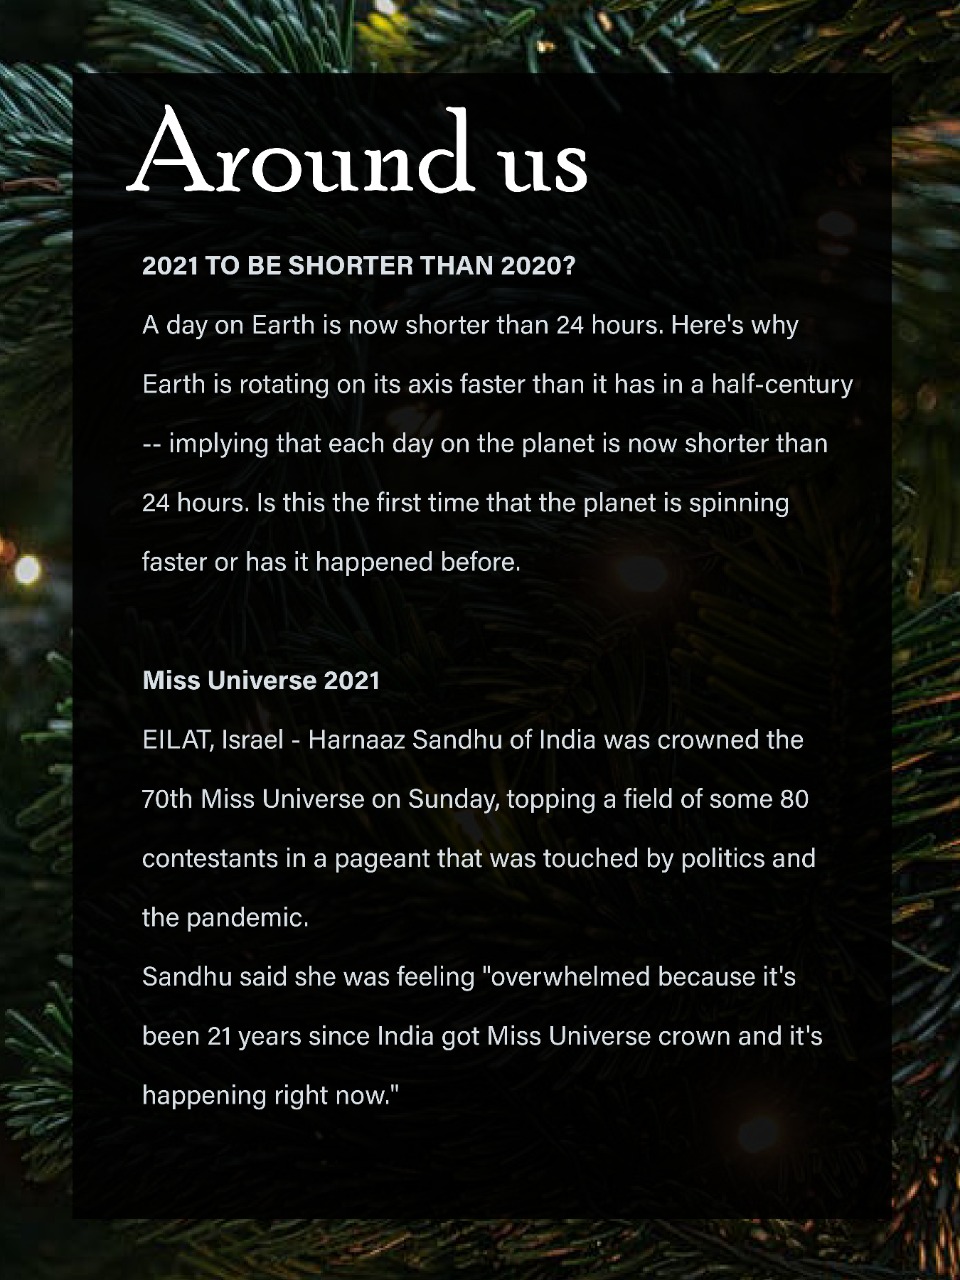 Around us
2021 TO BE SHORTER THAN 2020?
A day on Earth is now shorter than 24 hours. Here's why
Earth is rotating on its axis faster than it has in a half-century
-- implying that each day on the planet is now shorter than
24 hours. Is this the first time that the planet is spinning
faster or has it happened before.
Miss Universe 2021
EILAT, Israel - Harnaaz Sandhu of India was crowned the
70th Miss Universe on Sunday, topping a field of some 80
contestants in a pageant that was touched by politics and
the pandemic.
Sandhu said she was feeling "overwhelmed because it's
been 21 years since India got Miss Universe crown and it's
happening right now."